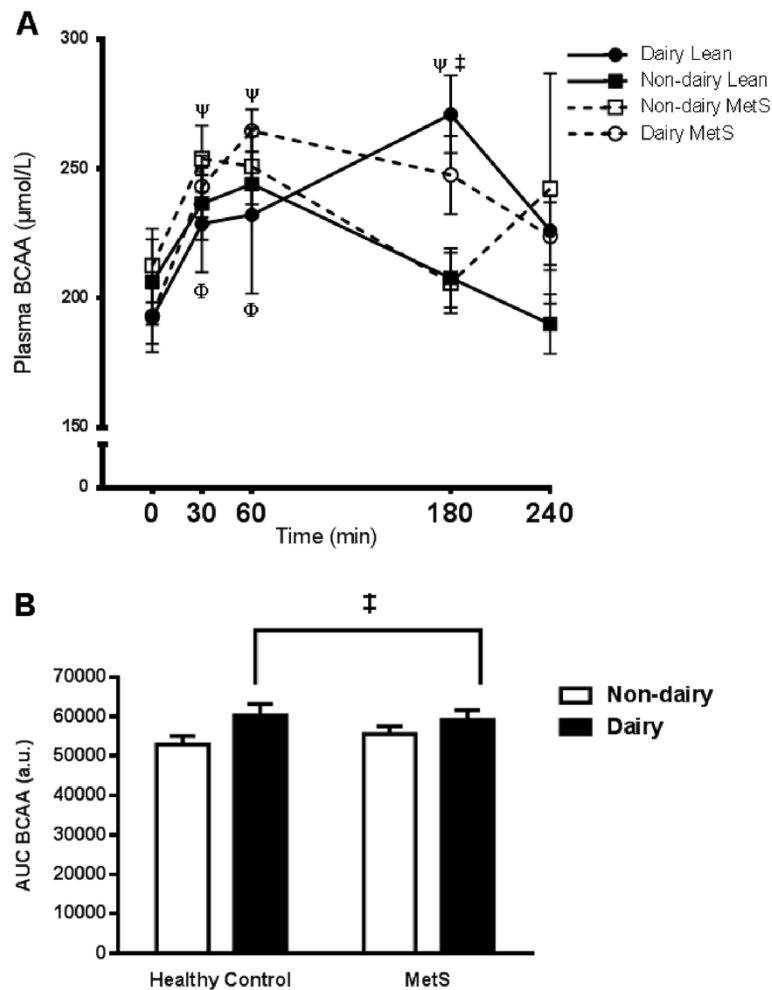 A
300
250
200
150
0
Plasma BCAA (µmol/L)
ψ
ψ
ψ ‡
Φ
Φ
0 30 60 180 240
Time (min)
Dairy Lean
Non-dairy Lean
Non-dairy MetS
Dairy MetS
B
‡
70000
60000
50000
40000
30000
20000
10000
0
AUC BCAA (a.u.)
Healthy Control MetS
Non-dairy
Dairy